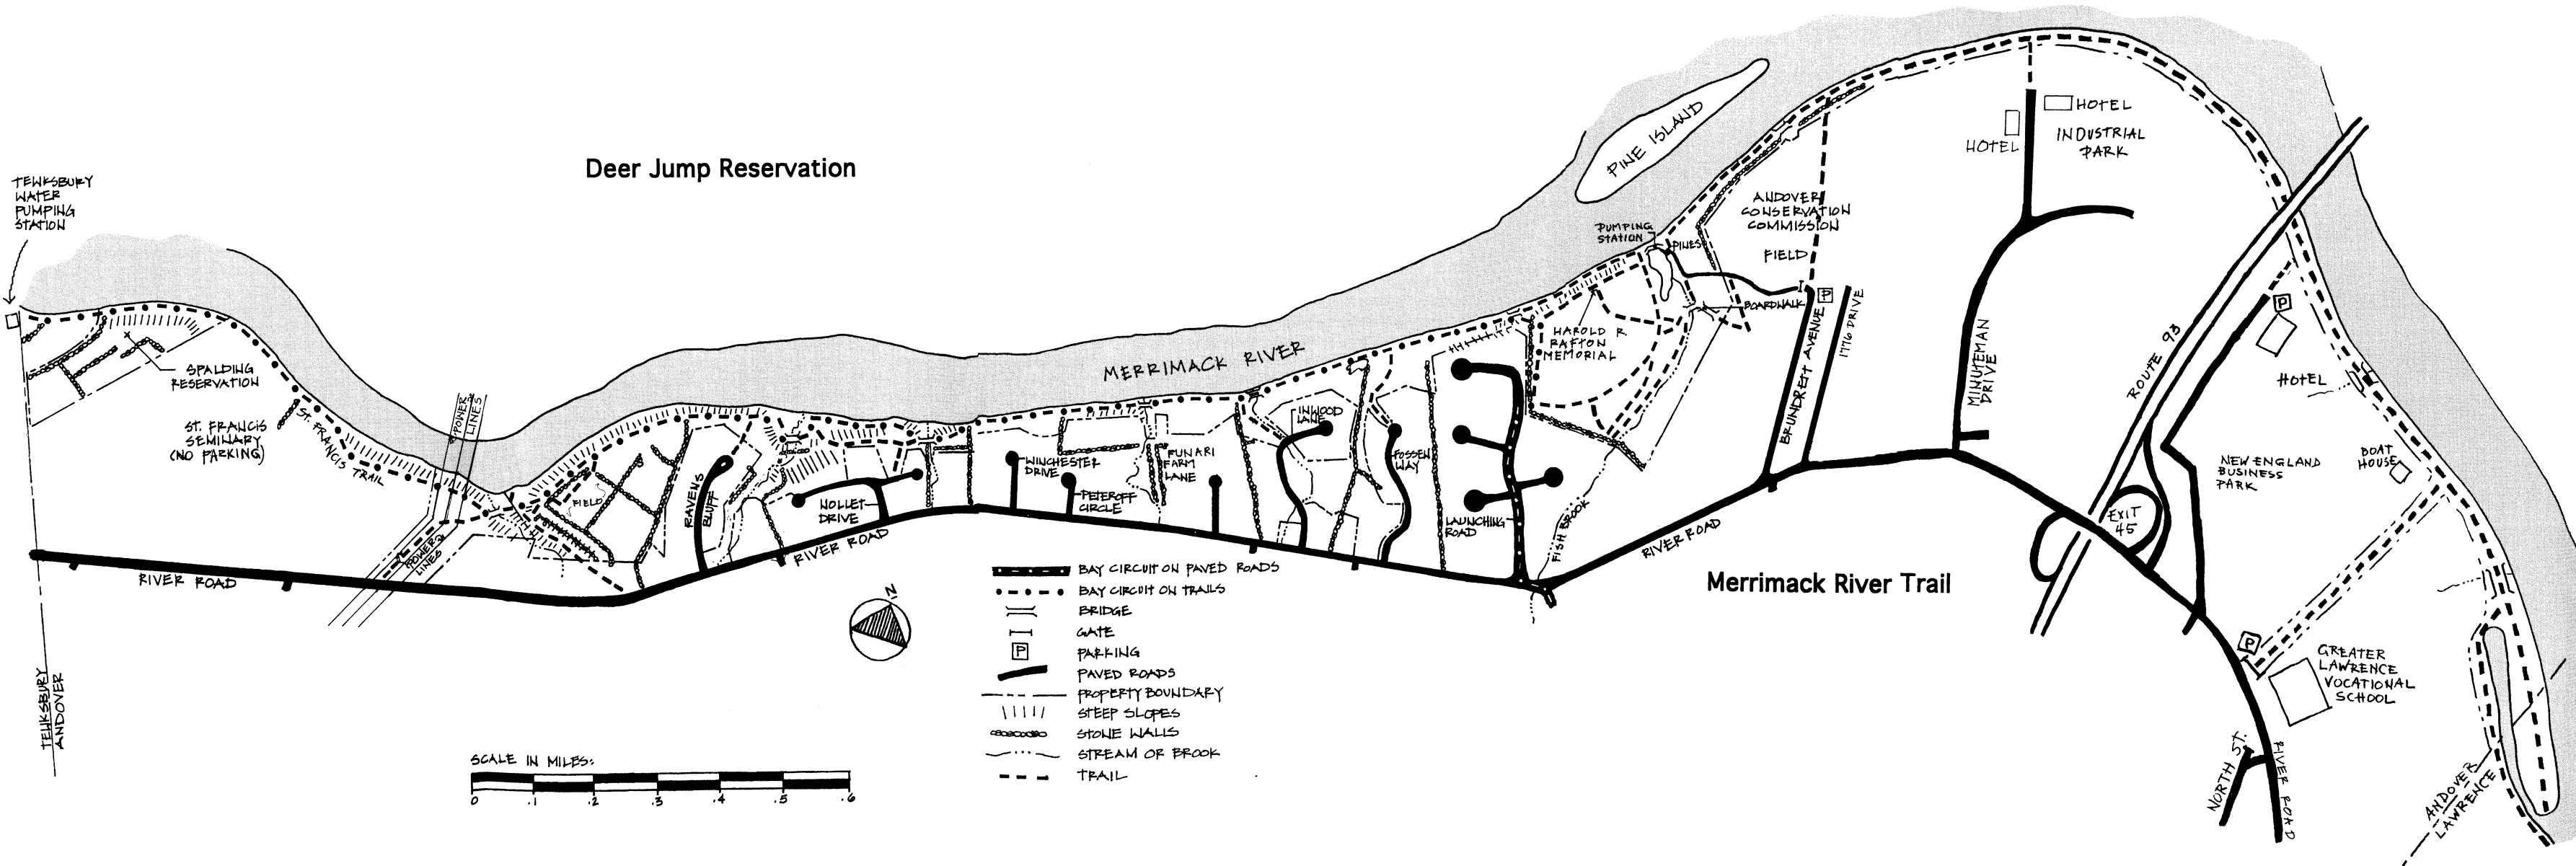 Deer Jump Reservation
TEWKSBURY
WATER
PUMPING
STATION
SPALDING
RESERVATION
ST. FRANCIS
SEMINARY
(NO PARKING)
ST. FRANCIS
TRAIL
POWER
LINES
POWER
LINES
RIVER ROAD
TEWKSBURY
ANDOVER
FIELD
RAVENS
BLUFF
NOLLET
DRIVE
RIVER ROAD
WINCHESTER
DRIVE
PETEROFF
CIRCLE
FUNARI
FARM
LANE
MERRIMACK RIVER
INWOOD
LANE
FOSSEN
WAY
LAUNCHING
ROAD
FISH BROOK
HAROLD R.
RAFTON
MEMORIAL
PUMPING
STATION
PINES
PINE ISLAND
BOARDWALK
ANDOVER
CONSERVATION
COMMISSION
FIELD
P
BRUNDRETT AVENUE
1776 DRIVE
RIVER ROAD
Merrimack River Trail
HOTEL
HOTEL
INDUSTRIAL
PARK
MINUTEMAN
DRIVE
ROUTE 93
EXIT
45
P
HOTEL
NEW ENGLAND
BUSINESS
PARK
BOAT
HOUSE
P
GREATER
LAWRENCE
VOCATIONAL
SCHOOL
NORTH ST.
RIVER ROAD
ANDOVER
LAWRENCE
N
BAY CIRCUIT ON PAVED ROADS
BAY CIRCUIT ON TRAILS
BRIDGE
GATE
P PARKING
PAVED ROADS
PROPERTY BOUNDARY
STEEP SLOPES
STONE WALLS
STREAM OR BROOK
TRAIL
SCALE IN MILES:
0 .1 .2 .3 .4 .5 .6